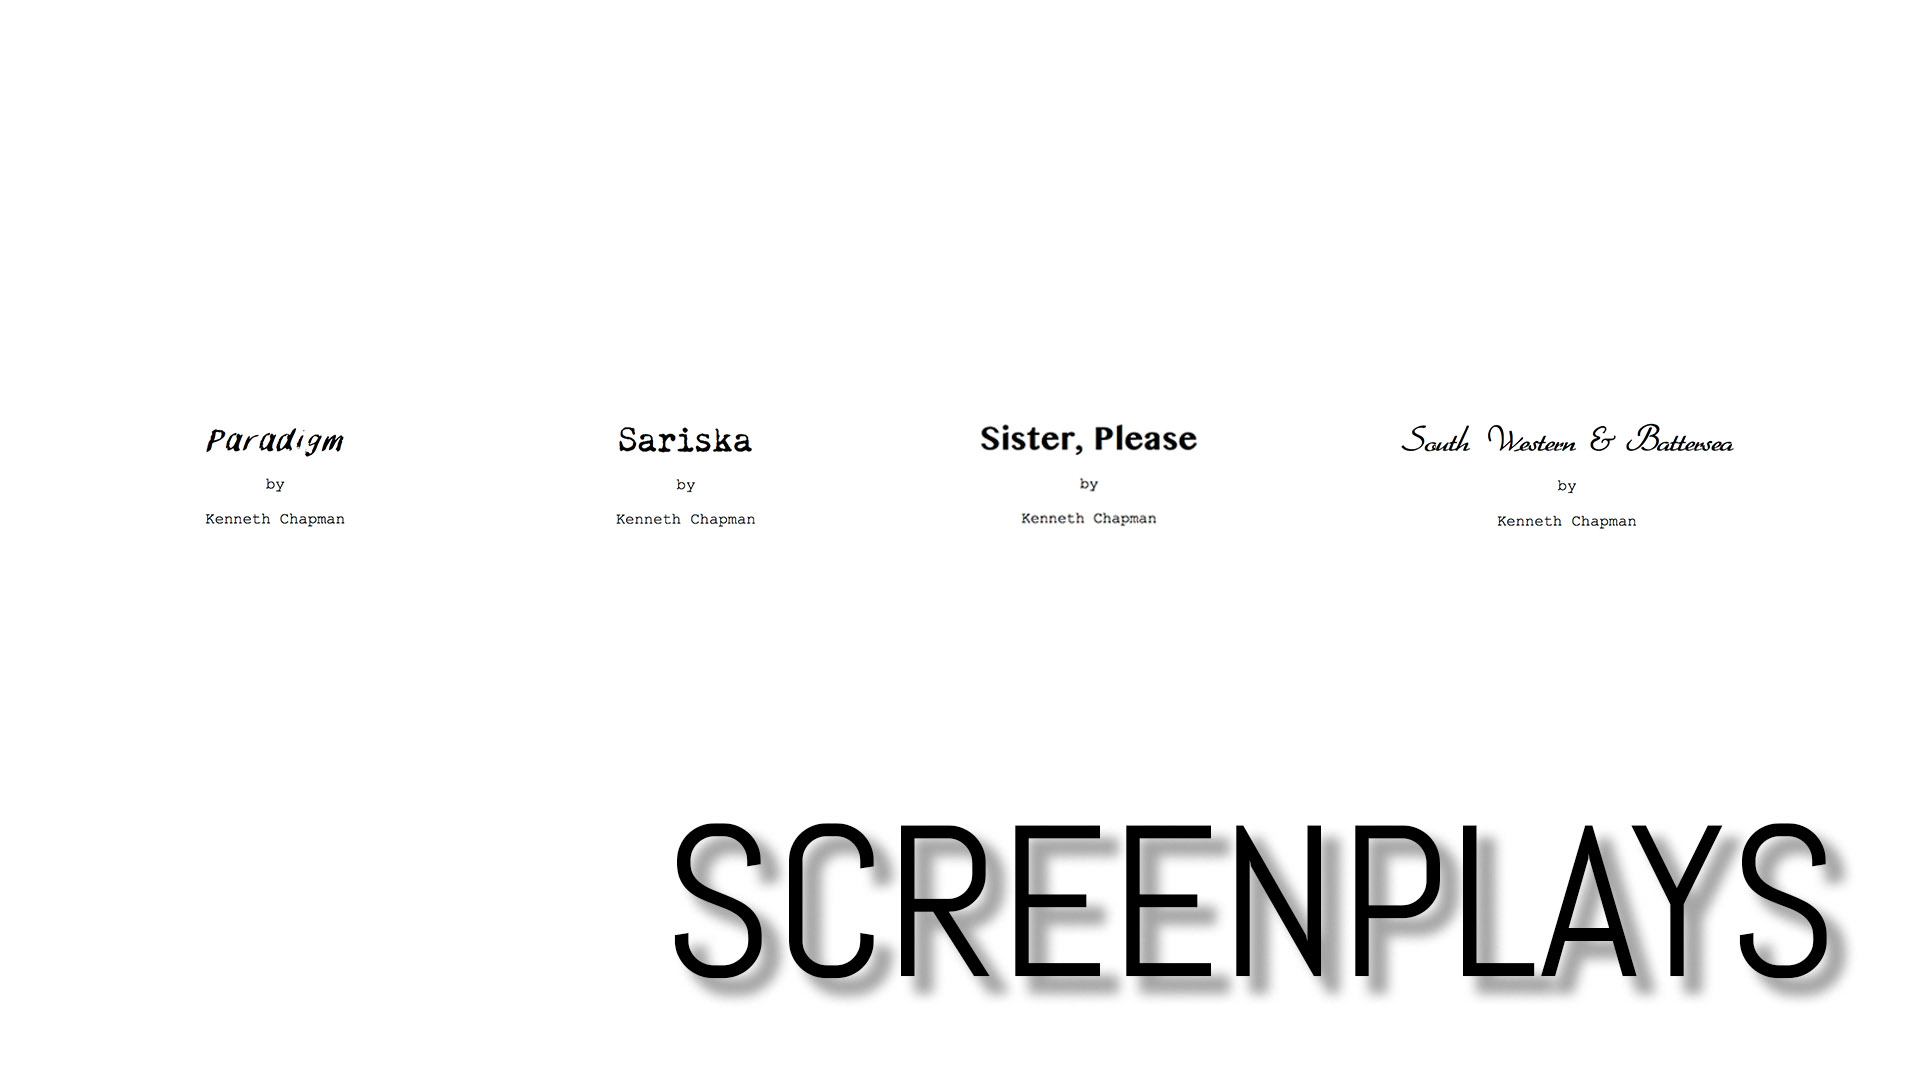 Paradigm
by
Kenneth Chapman
Sariska
by
Kenneth Chapman
Sister, Please
by
Kenneth Chapman
South Western & Battersea
by
Kenneth Chapman
SCREENPLAYS